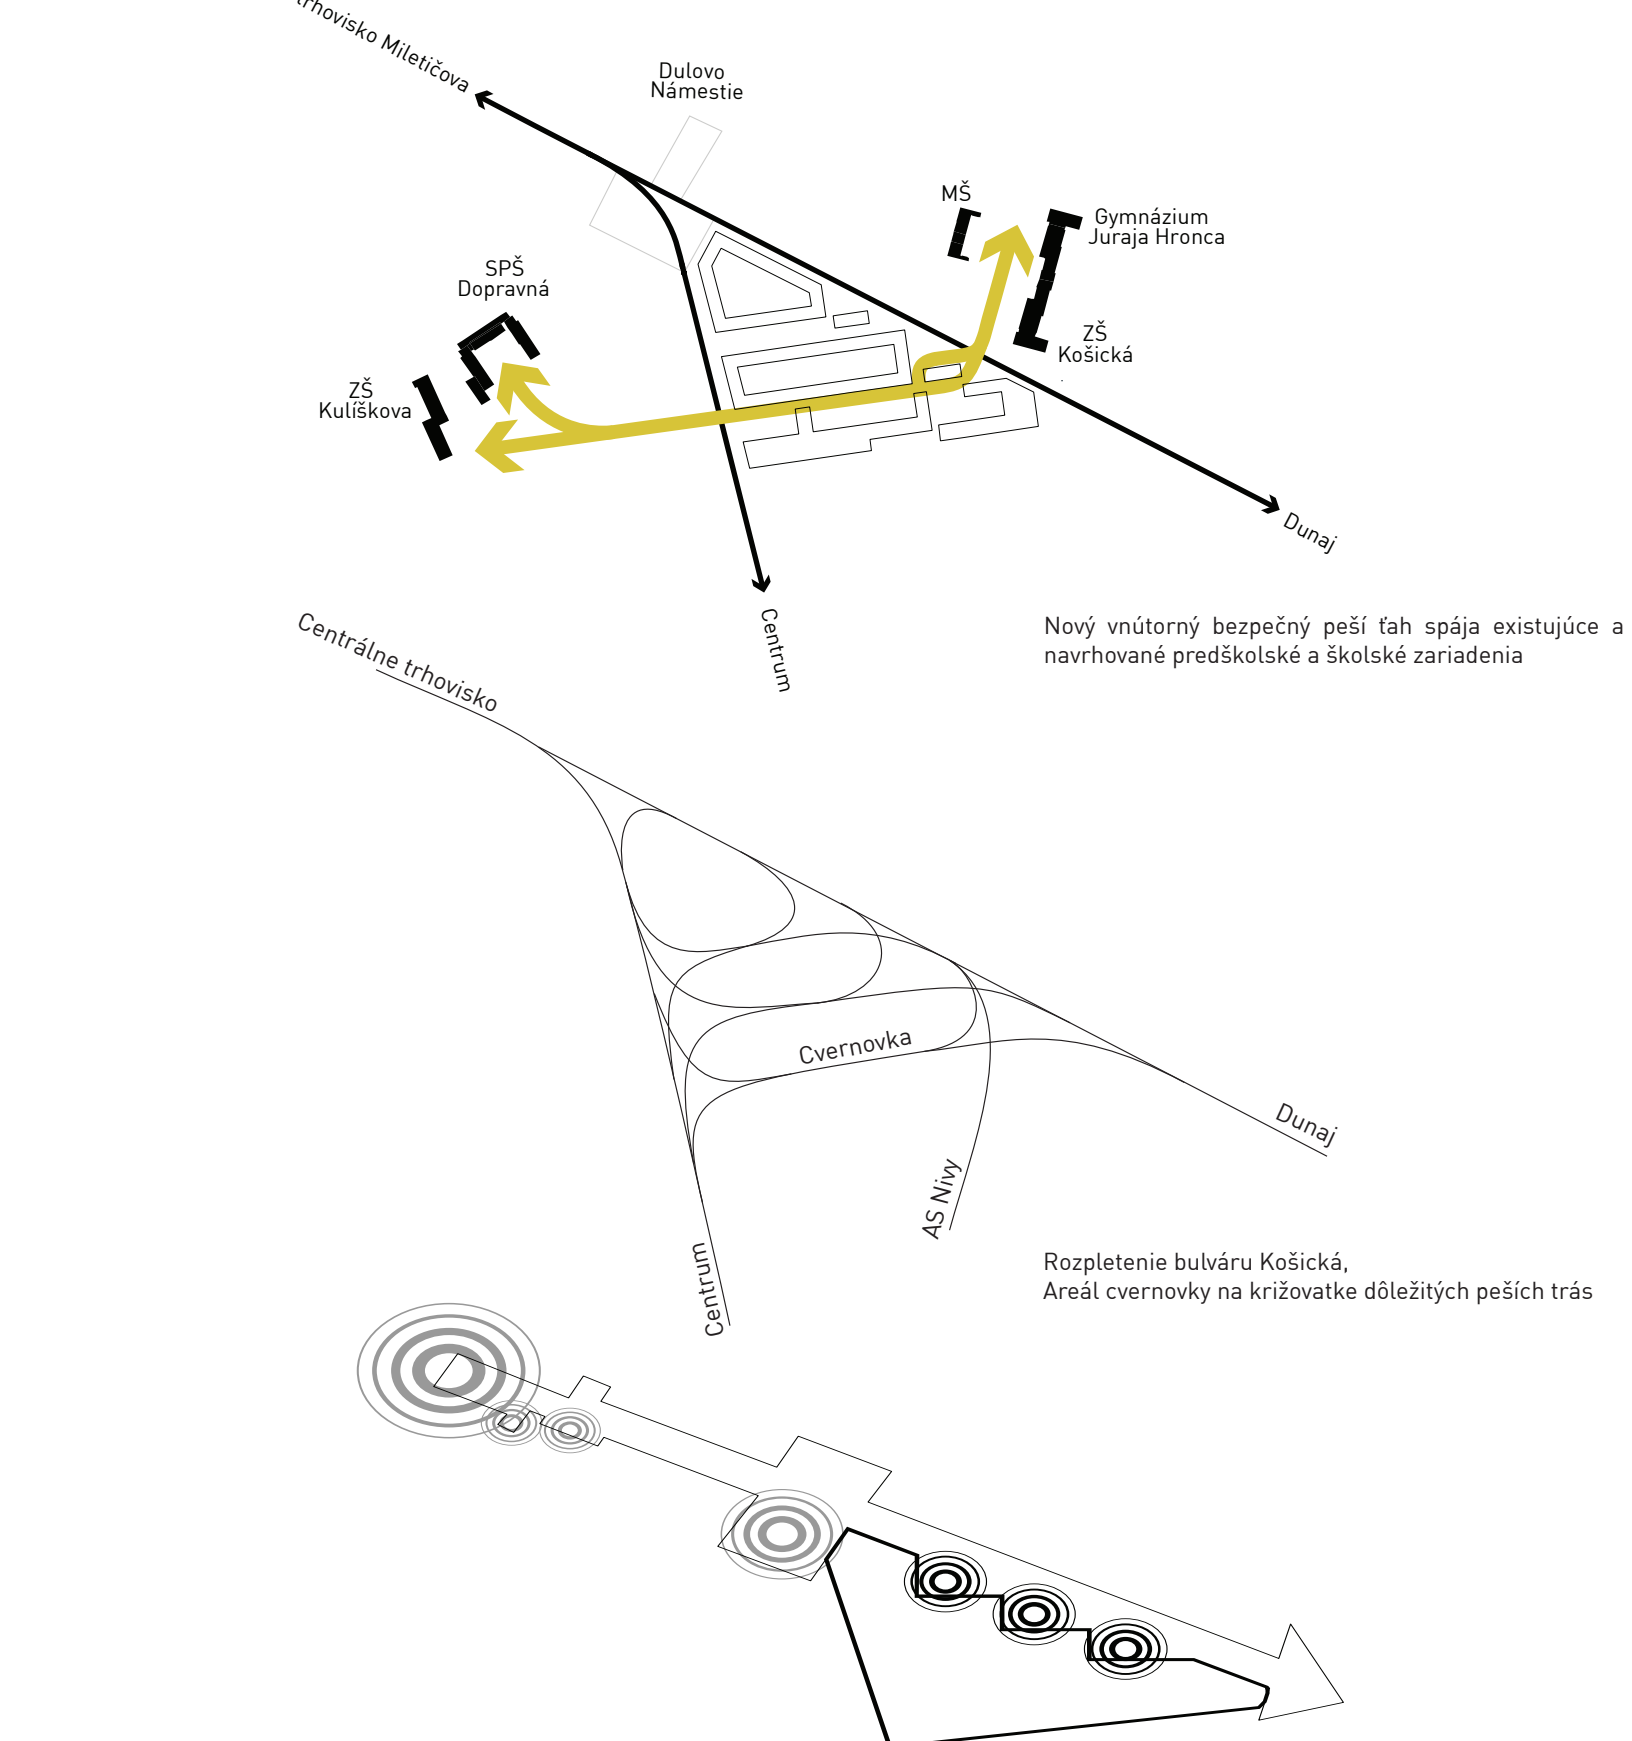 Trhovisko Miletičova
Dulovo
Námestie
MŠ
Gymnázium
Juraja Hronca
SPŠ
Dopravná
ZŠ
Košická
ZŠ
Kulíškova
Dunaj
Centrum
Nový vnútorný bezpečný peší ťah spája existujúce a
navrhované predškolské a školské zariadenia
Centrálne trhovisko
Cvernovka
Dunaj
AS Nivy
Centrum
Rozpletenie bulváru Košická,
Areál cvernovky na križovatke dôležitých peších trás